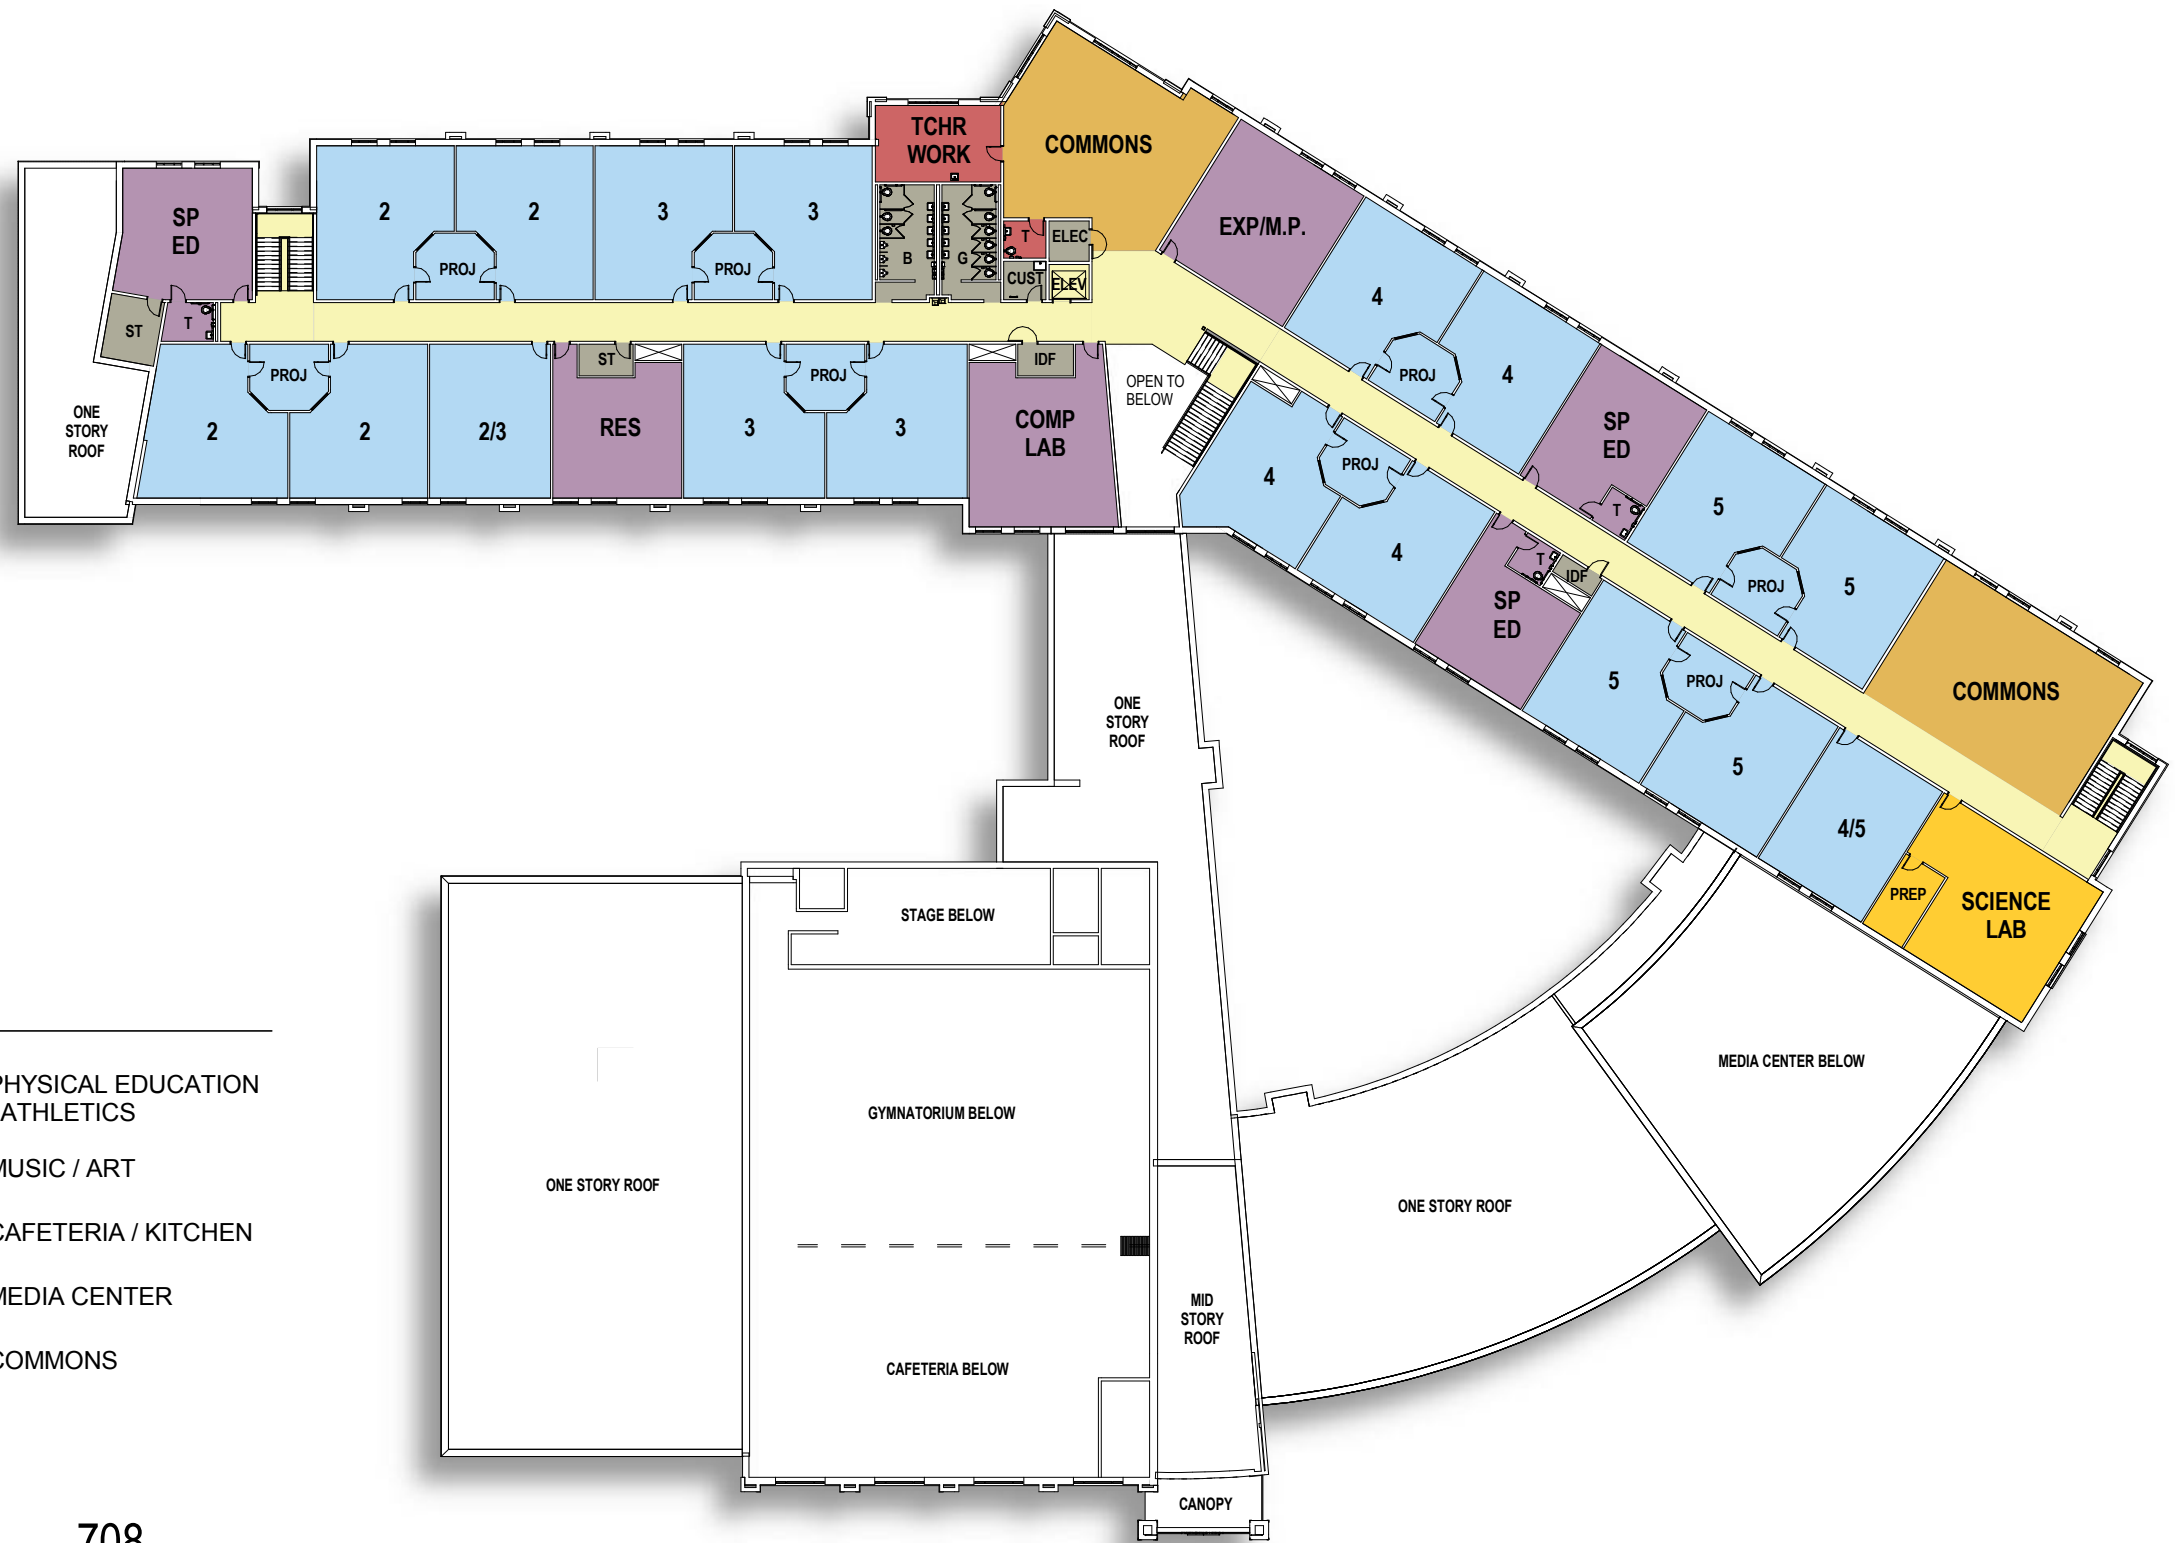 COMMONS
TCHR
WORK
EXP/M.P.
SP
ED
2
2
3
3
PROJ
PROJ
B
G
T
ELEC
CUST
ELEV
ST
T
PROJ
ST
PROJ
IDF
2
2
2/3
RES
3
3
COMP
LAB
OPEN TO
BELOW
ONE
STORY
ROOF
4
4
PROJ
SP
ED
T
4
PROJ
4
5
5
PROJ
T
IDF
SP
ED
5
PROJ
5
COMMONS
4/5
PREP
SCIENCE
LAB
ONE
STORY
ROOF
STAGE BELOW
GYMNATORIUM BELOW
ONE STORY ROOF
CAFETERIA BELOW
MID
STORY
ROOF
ONE STORY ROOF
MEDIA CENTER BELOW
CANOPY
PHYSICAL EDUCATION
ATHLETICS
MUSIC / ART
CAFETERIA / KITCHEN
MEDIA CENTER
COMMONS
708